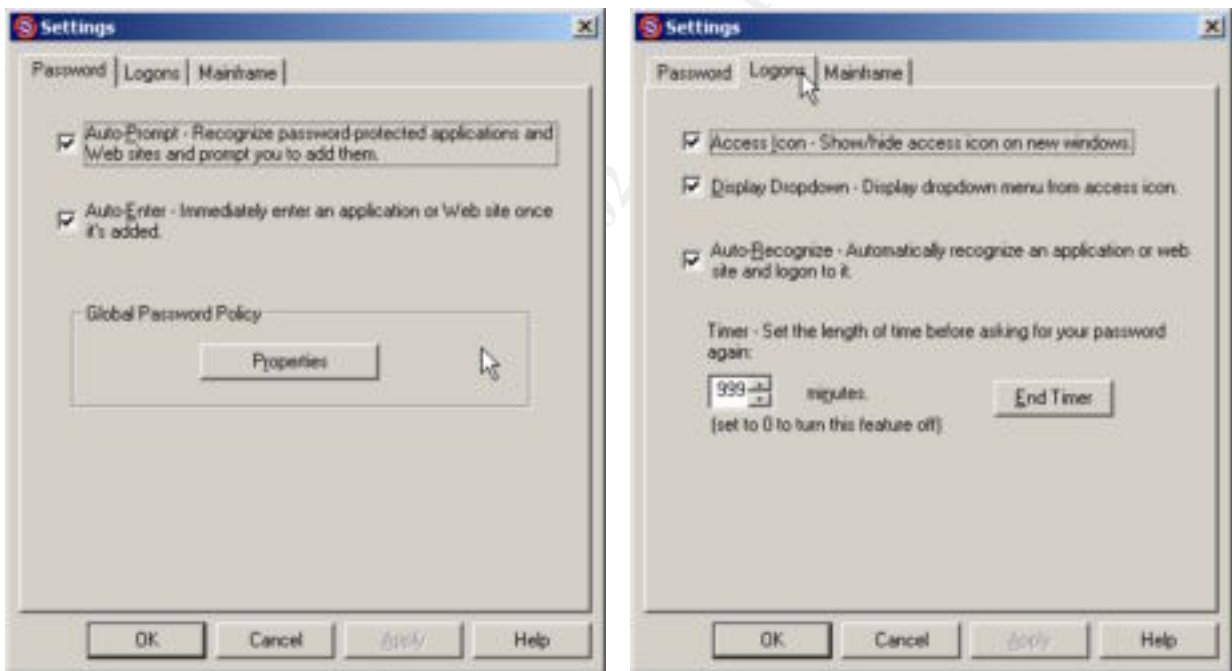 Settings
Password Logons Mainframe
Auto-Prompt - Recognize password-protected applications and
Web sites and prompt you to add them.
Auto-Enter - Immediately enter an application or Web site once
it's added.
Global Password Policy
Properties
OK Cancel Apply Help
Settings
Password Logons Mainframe
Access Icon - Show/hide access icon on new windows.
Display Dropdown - Display dropdown menu from access icon.
Auto-Recognize - Automatically recognize an application or web
site and logon to it.
Timer - Set the length of time before asking for your password
again:
999 minutes. End Timer
(set to 0 to turn this feature off)
OK Cancel Apply Help